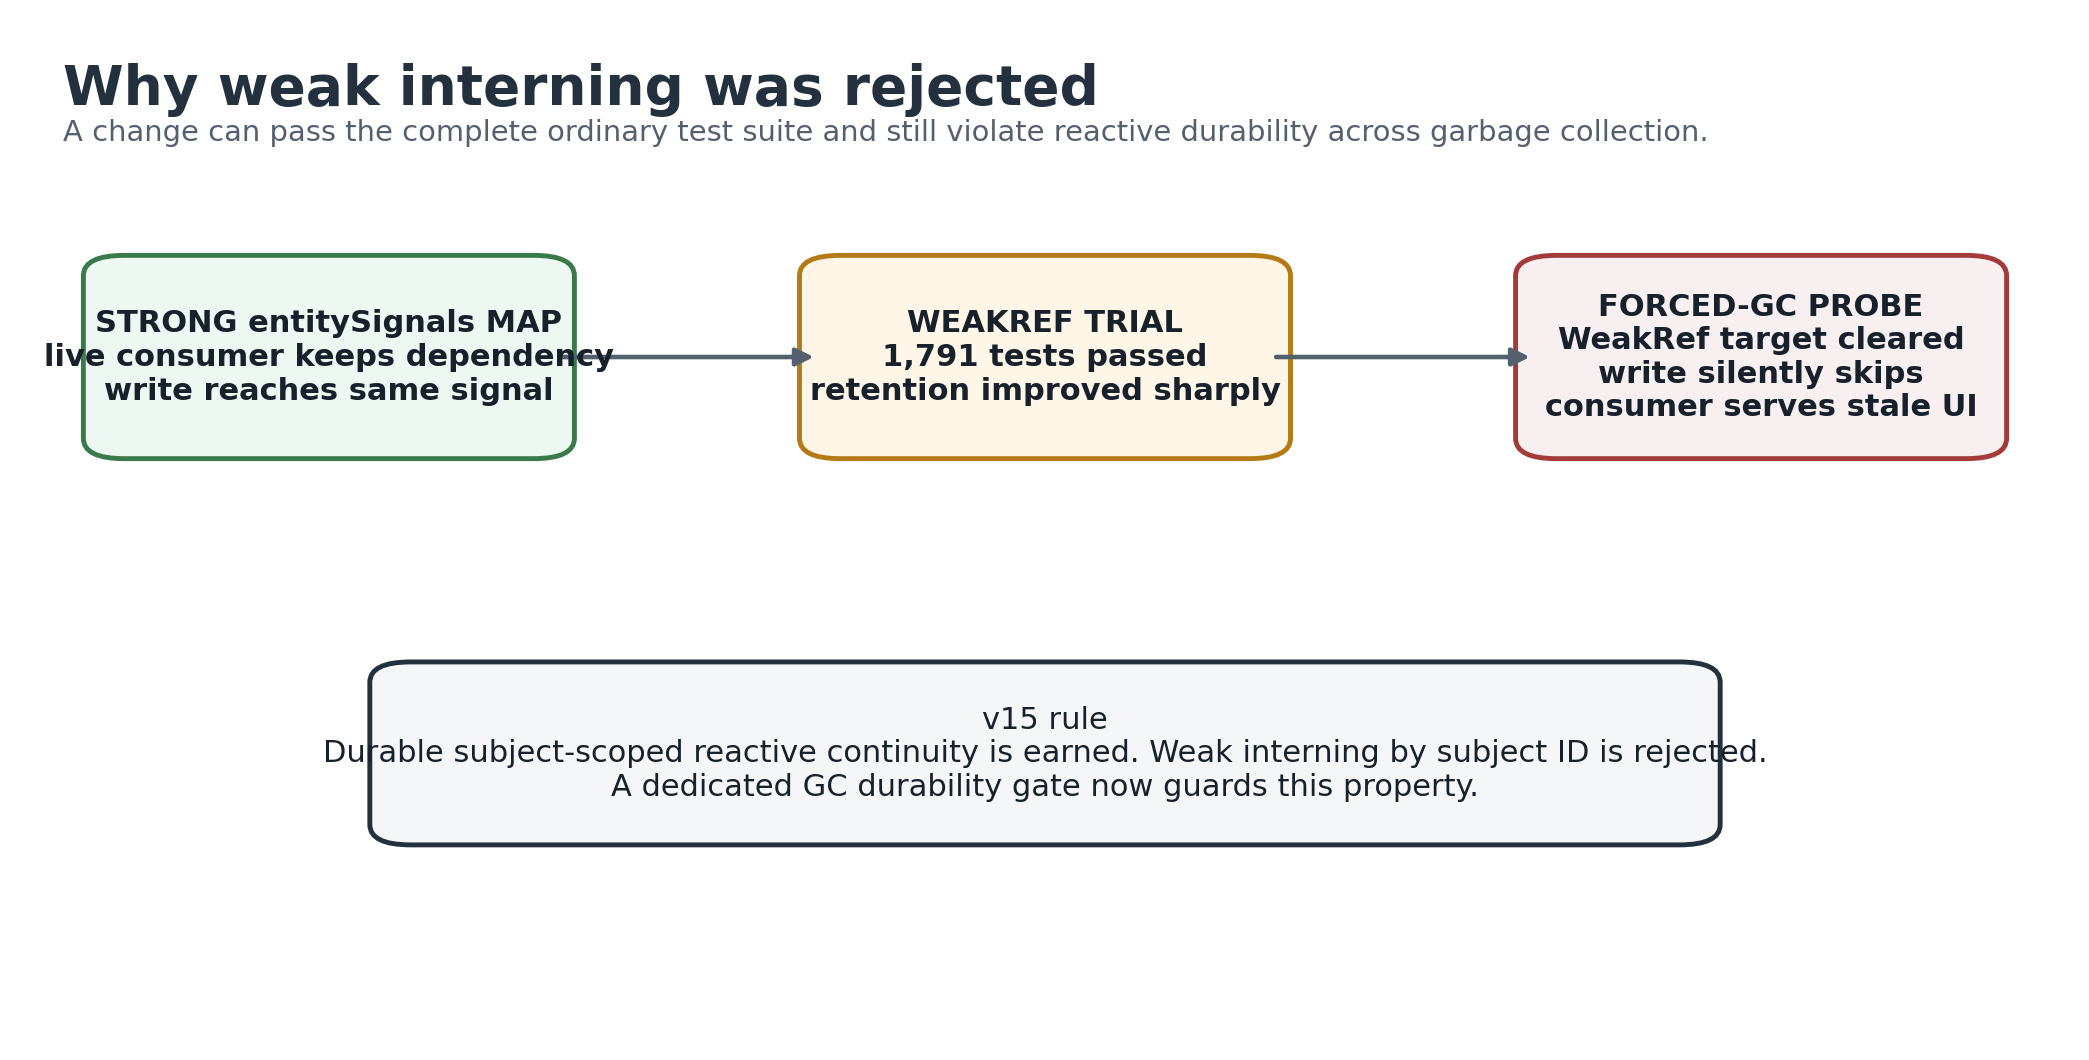 Why weak interning was rejected
A change can pass the complete ordinary test suite and still violate reactive durability across garbage collection.
STRONG entitySignals MAP
live consumer keeps dependency
write reaches same signal
WEAKREF TRIAL
1,791 tests passed
retention improved sharply
FORCED-GC PROBE
WeakRef target cleared
write silently skips
consumer serves stale UI
v15 rule
Durable subject-scoped reactive continuity is earned. Weak interning by subject ID is rejected.
A dedicated GC durability gate now guards this property.